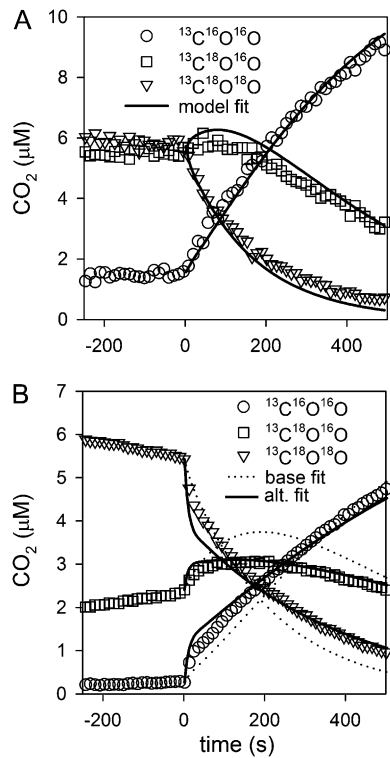 A
¹³C¹⁶O¹⁶O
¹³C¹⁸O¹⁶O
¹³C¹⁸O¹⁸O
model fit
CO₂ (μM)
10
8
6
4
2
0
-200 0 200 400
B
¹³C¹⁶O¹⁶O
¹³C¹⁸O¹⁶O
¹³C¹⁸O¹⁸O
base fit
alt. fit
CO₂ (μM)
7
6
5
4
3
2
1
0
-200 0 200 400
time (s)